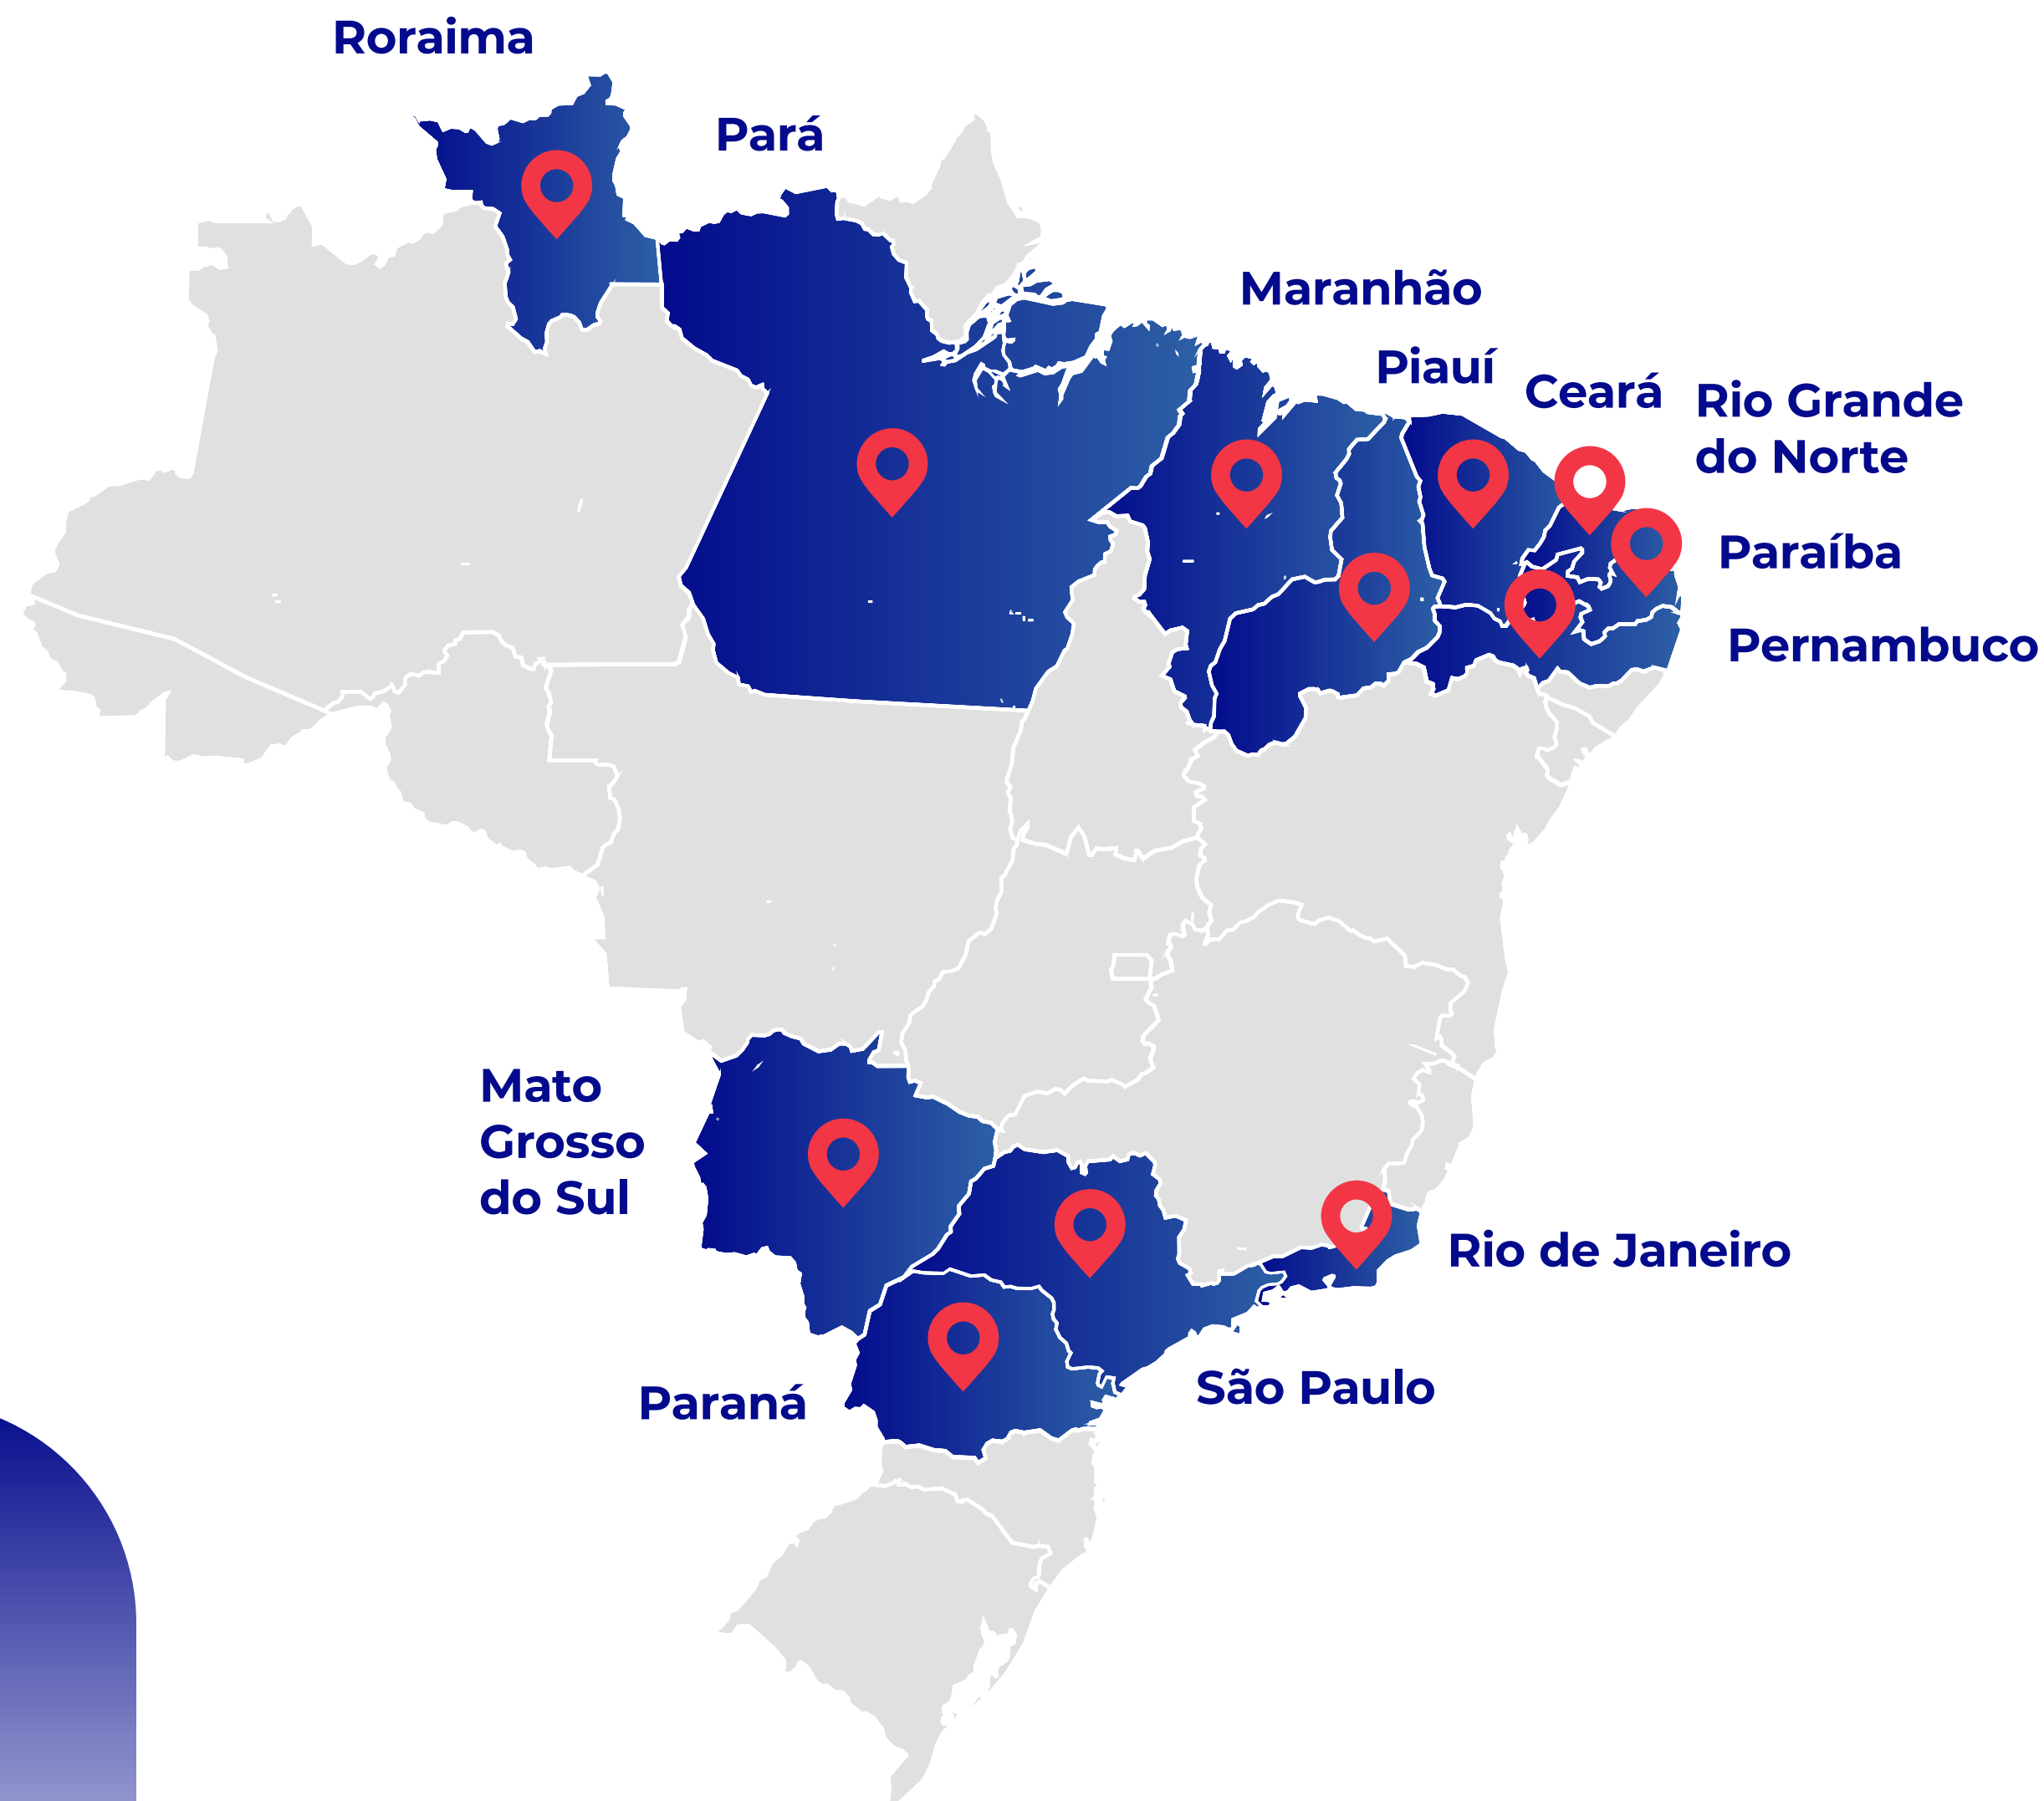 Roraima
Pará
Maranhão
Piauí
Ceará
Rio Grande
do Norte
Paraíba
Pernambuco
Mato
Grosso
do Sul
Rio de Janeiro
São Paulo
Paraná